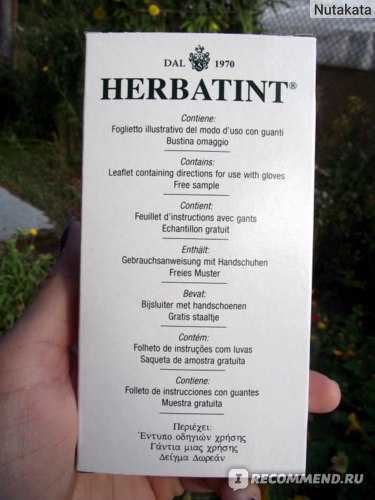 Nutakata
DAL 1970
HERBATINT®
Contiene:
Foglietto illustrativo del modo d'uso con guanti
Bustina omaggio
Contains:
Leaflet containing directions for use with gloves
Free sample
Contient:
Feuillet d'instructions avec gants
Echantillon gratuit
Enthält:
Gebrauchsanweisung mit Handschuhen
Freies Muster
Bevat:
Bijsluiter met handschoenen
Gratis staaltje
Contém:
Folheto de instruções com luvas
Saqueta de amostra gratuita
Contiene:
Folleto de instrucciones con guantes
Muestra gratuita
Περιέχει:
Ἔντυπο ὁδηγιών χρήσης
Γάντια μιας χρήσης
Δείγμα Δωρεάν
RECOMMEND.RU